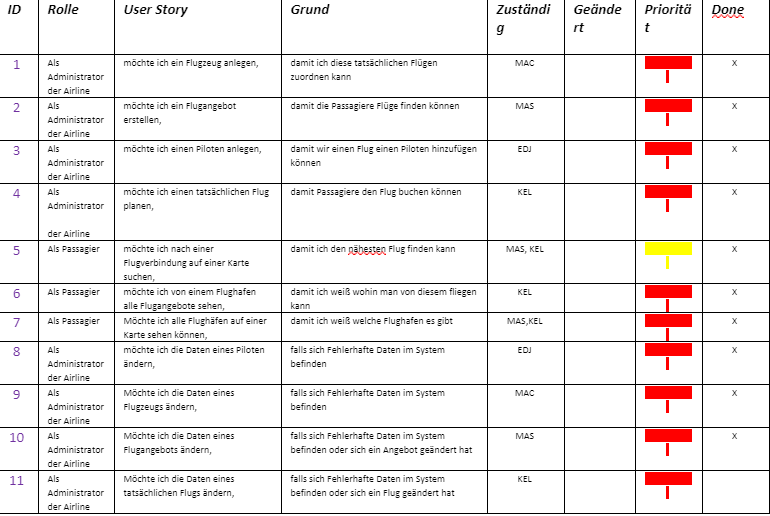 ID Rolle User Story Grund Zuständi Geände Prioritä Done
g rt t
1 Als möchte ich ein Flugzeug anlegen, damit ich diese tatsächlichen Flügen MAC X
Administrator zuordnen kann
der Airline
2 Als möchte ich ein Flugangebot damit die Passagiere Flüge finden können MAS X
Administrator erstellen,
der Airline
3 Als möchte ich einen Piloten anlegen, damit wir einen Flug einen Piloten hinzufügen EDJ X
Administrator können
der Airline
4 Als möchte ich einen tatsächlichen Flug damit Passagiere den Flug buchen können KEL X
Administrator planen,
der Airline
5 Als Passagier möchte ich nach einer damit ich den nähesten Flug finden kann MAS, KEL X
Flugverbindung auf einer Karte
suchen,
6 Als Passagier möchte ich von einem Flughafen damit ich weiß wohin man von diesem fliegen KEL X
alle Flugangebote sehen, kann
7 Als Passagier Möchte ich alle Flughäfen auf einer damit ich weiß welche Flughafen es gibt MAS,KEL X
Karte sehen können,
8 Als möchte ich die Daten eines Piloten falls sich Fehlerhafte Daten im System EDJ X
Administrator ändern, befinden
der Airline
9 Als Möchte ich die Daten eines falls sich Fehlerhafte Daten im System MAC X
Administrator Flugzeugs ändern, befinden
der Airline
10 Als Möchte ich die Daten eines falls sich Fehlerhafte Daten im System MAS X
Administrator Flugangebots ändern, befinden oder sich ein Angebot geändert hat
der Airline
11 Als Möchte ich die Daten eines falls sich Fehlerhafte Daten im System KEL
Administrator tatsächlichen Flugs ändern, befinden oder sich ein Flug geändert hat
der Airline